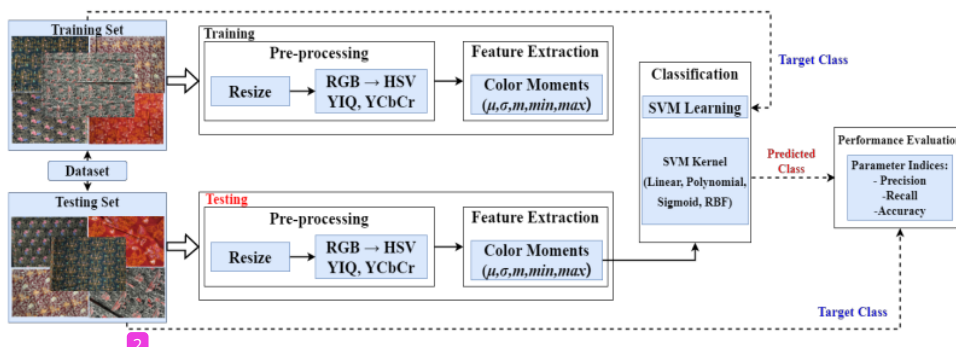 Training Set
Dataset
Testing Set
Training
Pre-processing
Resize
RGB → HSV
YIQ, YCbCr
Feature Extraction
Color Moments
(μ,σ,m,min,max)
Testing
Pre-processing
Resize
RGB → HSV
YIQ, YCbCr
Feature Extraction
Color Moments
(μ,σ,m,min,max)
Classification
SVM Learning
SVM Kernel
(Linear, Polynomial,
Sigmoid, RBF)
Target Class
Predicted
Class
Performance Evaluation
Parameter Indices:
- Precision
-Recall
-Accuracy
Target Class
2